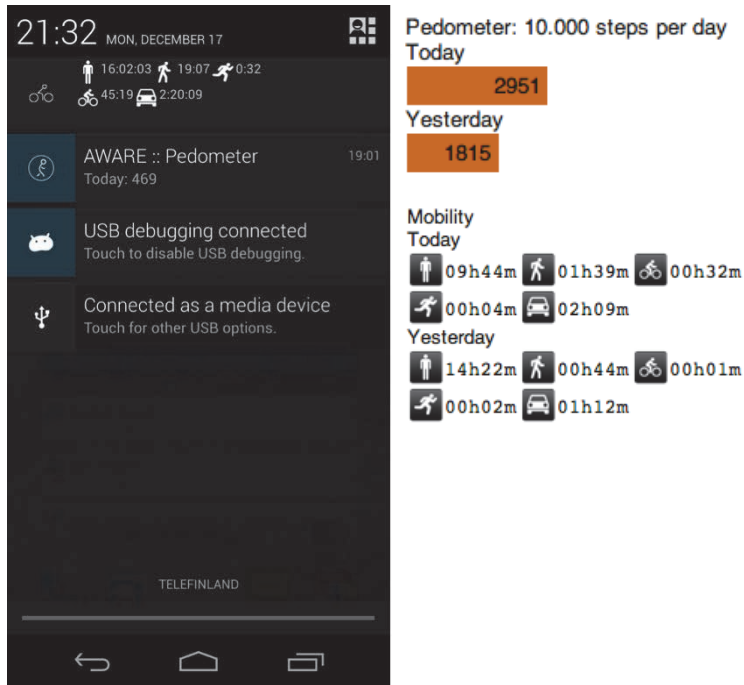 21:32 MON, DECEMBER 17
16:02:03 19:07 0:32
45:19 2:20:09
AWARE :: Pedometer 19:01
Today: 469
USB debugging connected
Touch to disable USB debugging.
Connected as a media device
Touch for other USB options.
TELEFINLAND
Pedometer: 10.000 steps per day
Today
2951
Yesterday
1815
Mobility
Today
09h44m 01h39m 00h32m
00h04m 02h09m
Yesterday
14h22m 00h44m 00h01m
00h02m 01h12m